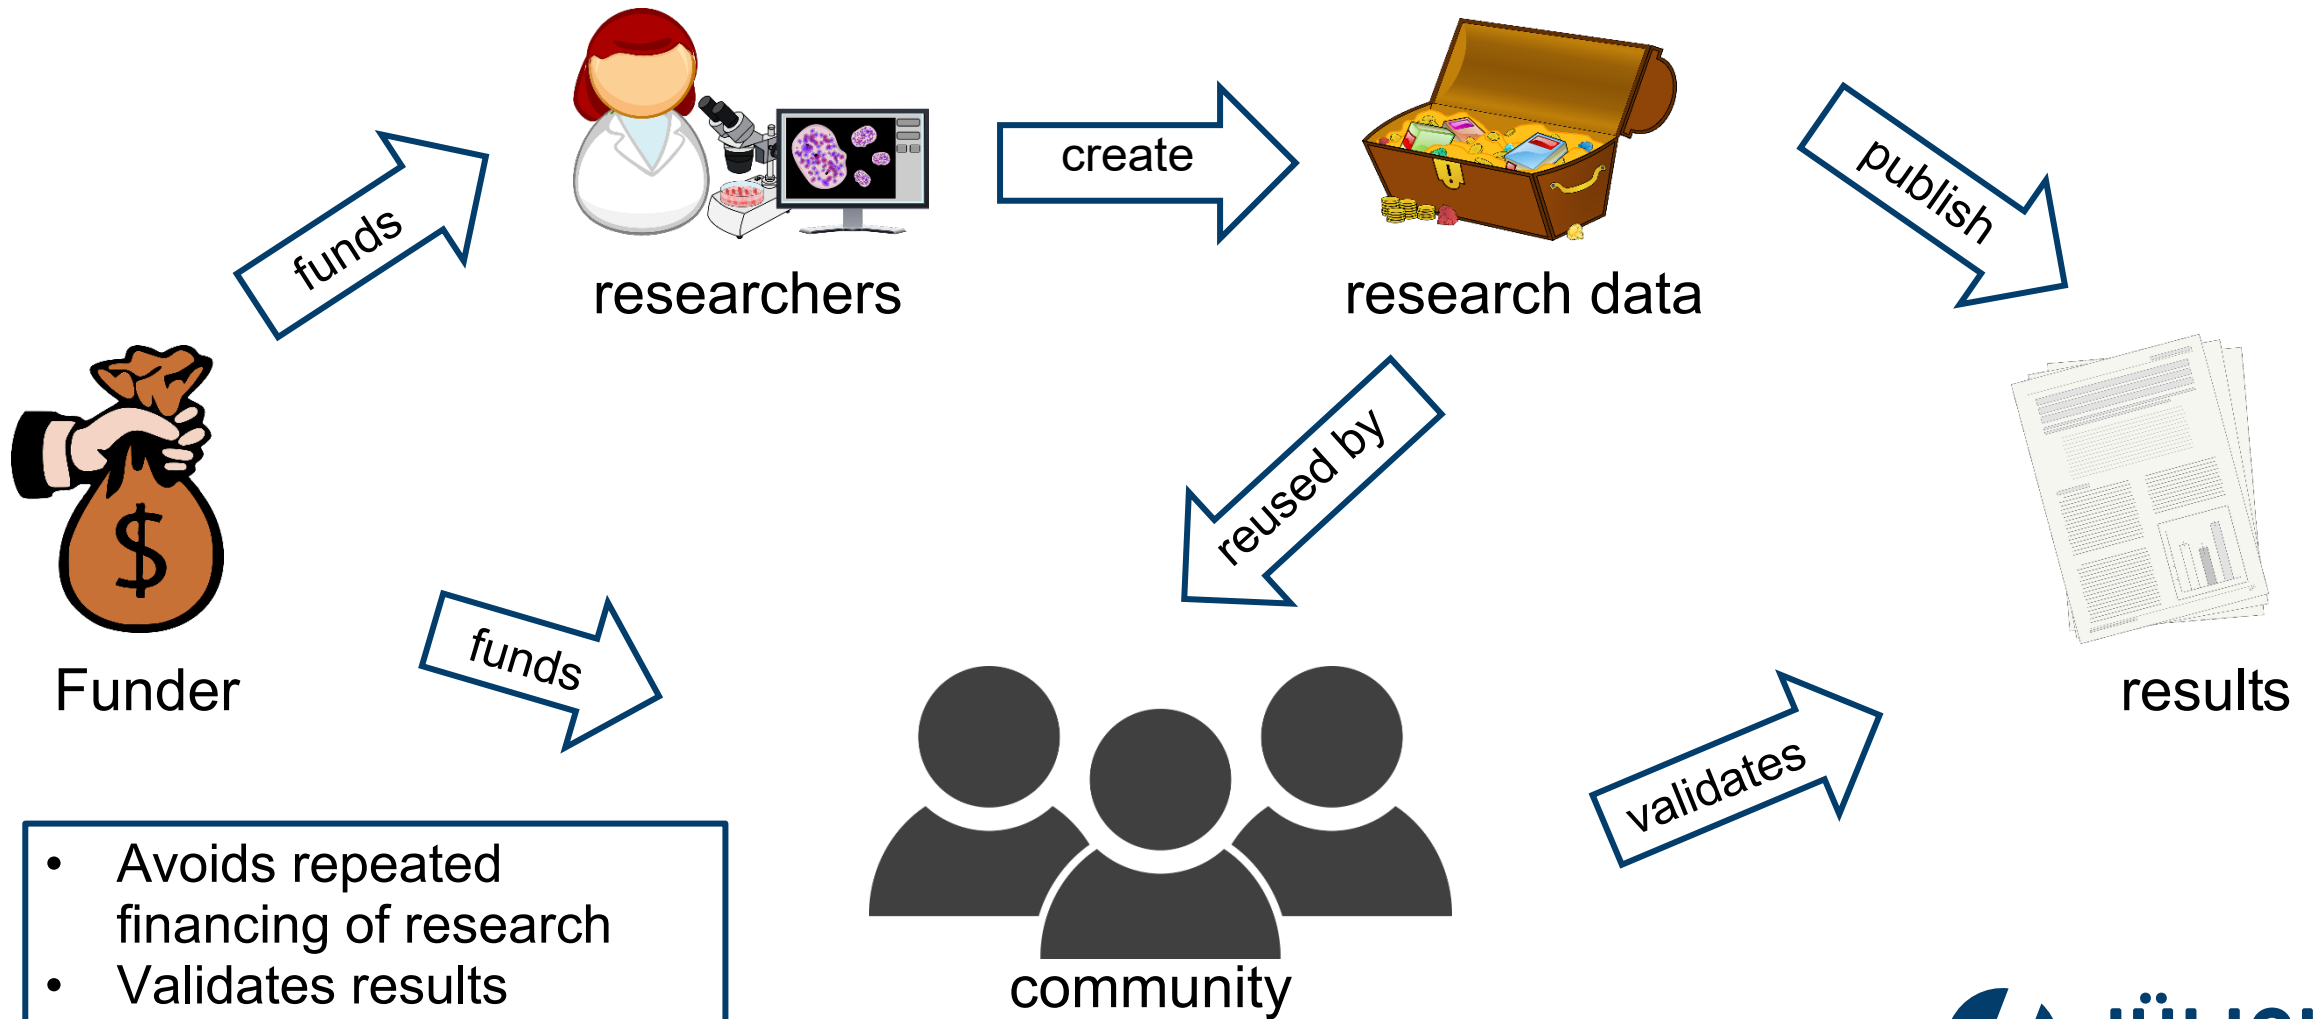 create
publish
funds
researchers
research data
reused by
funds
Funder
results
validates
• Avoids repeated
financing of research
• Validates results
community